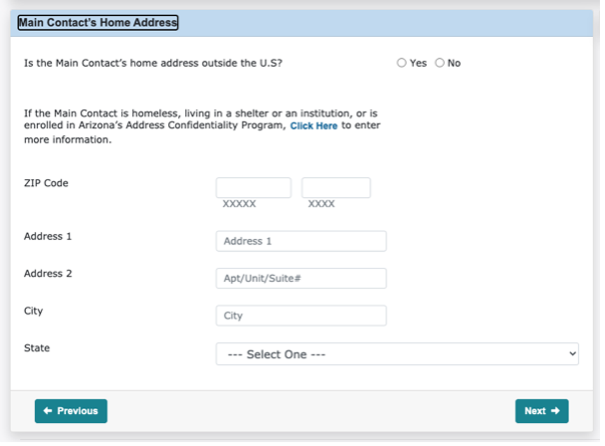 Main Contact's Home Address
Is the Main Contact's home address outside the U.S?
Yes No
If the Main Contact is homeless, living in a shelter or an institution, or is
enrolled in Arizona's Address Confidentiality Program, Click Here to enter
more information.
ZIP Code
XXXXX XXXX
Address 1
Address 1
Address 2
Apt/Unit/Suite#
City
City
State
--- Select One ---
Previous
Next